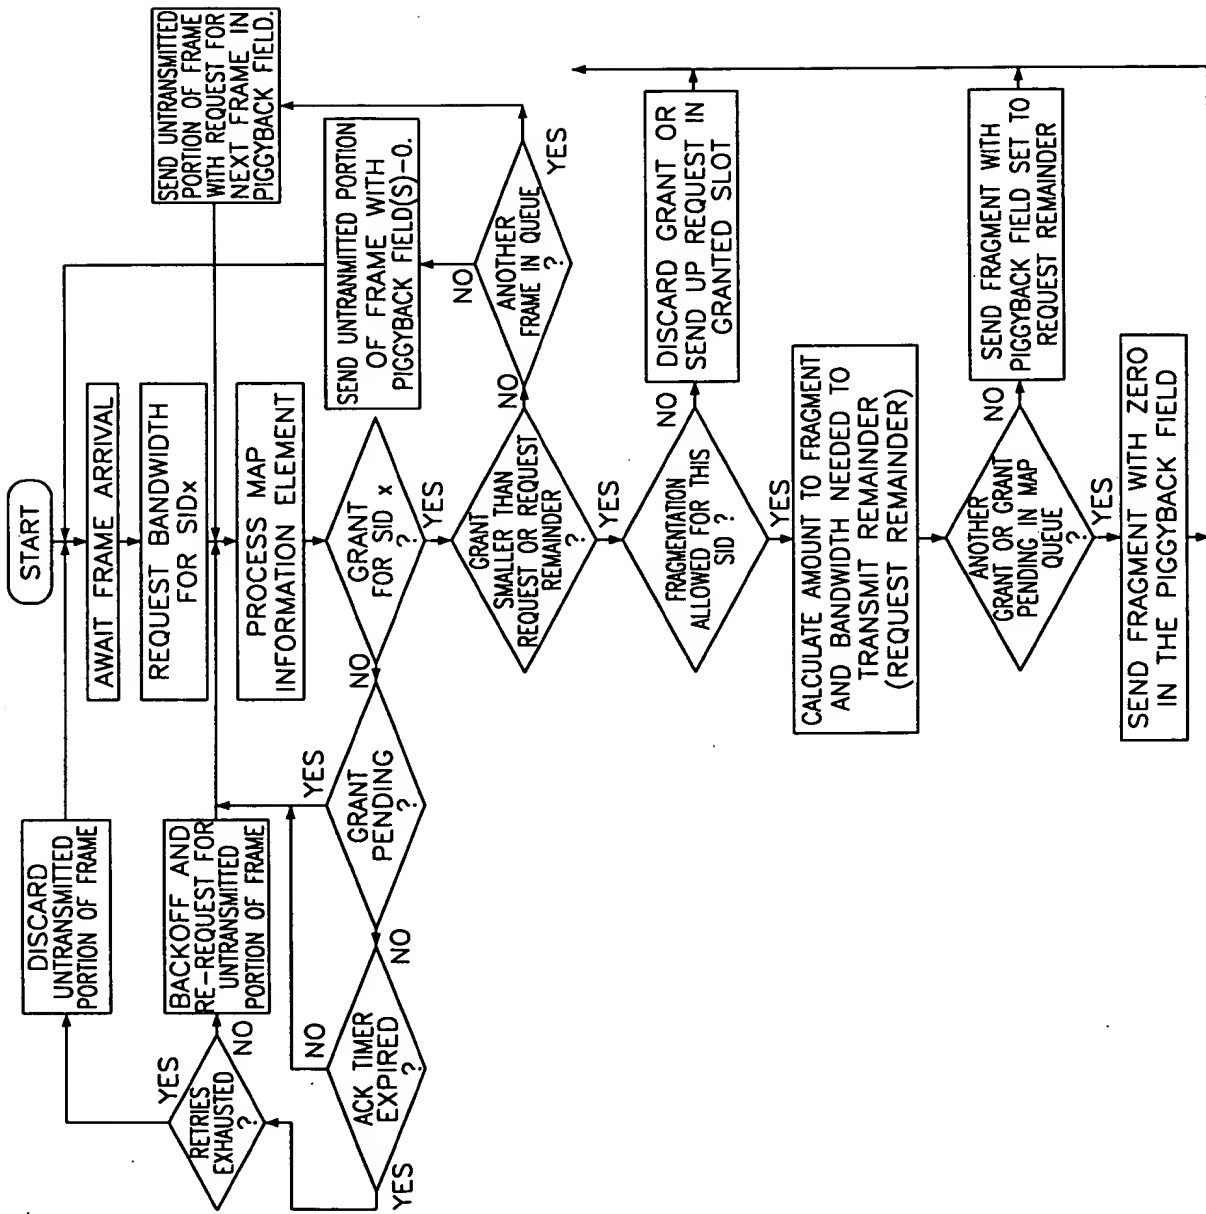 START
AWAIT FRAME ARRIVAL
REQUEST BANDWIDTH
FOR SIDx
PROCESS MAP
INFORMATION ELEMENT
GRANT
FOR SID x
?
NO
YES
GRANT
PENDING
?
YES
NO
ACK TIMER
EXPIRED
?
NO
YES
RETRIES
EXHAUSTED
?
YES
NO
DISCARD
UNTRANSMITTED
PORTION OF FRAME
BACKOFF AND
RE-REQUEST FOR
UNTRANSMITTED
PORTION OF FRAME
GRANT
SMALLER THAN
REQUEST OR REQUEST
REMAINDER
?
NO
YES
ANOTHER
FRAME IN QUEUE
?
NO
YES
SEND UNTRANMITTED PORTION
OF FRAME WITH
PIGGYBACK FIELD(S)-0.
SEND UNTRANSMITTED
PORTION OF FRAME
WITH REQUEST FOR
NEXT FRAME IN
PIGGYBACK FIELD.
FRAGMENTATION
ALLOWED FOR THIS
SID ?
NO
YES
DISCARD GRANT OR
SEND UP REQUEST IN
GRANTED SLOT
CALCULATE AMOUNT TO FRAGMENT
AND BANDWIDTH NEEDED TO
TRANSMIT REMAINDER
(REQUEST REMAINDER)
ANOTHER
GRANT OR GRANT
PENDING IN MAP
QUEUE
?
NO
YES
SEND FRAGMENT WITH
PIGGYBACK FIELD SET TO
REQUEST REMAINDER
SEND FRAGMENT WITH ZERO
IN THE PIGGYBACK FIELD